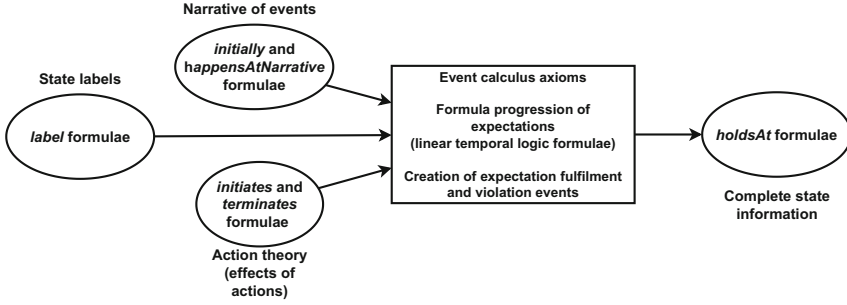 Narrative of events
initially and
happensAtNarrative
formulae
State labels
label formulae
initiates and
terminates
formulae
Action theory
(effects of
actions)
Event calculus axioms
Formula progression of
expectations
(linear temporal logic formulae)
Creation of expectation fulfilment
and violation events
holdsAt formulae
Complete state
information